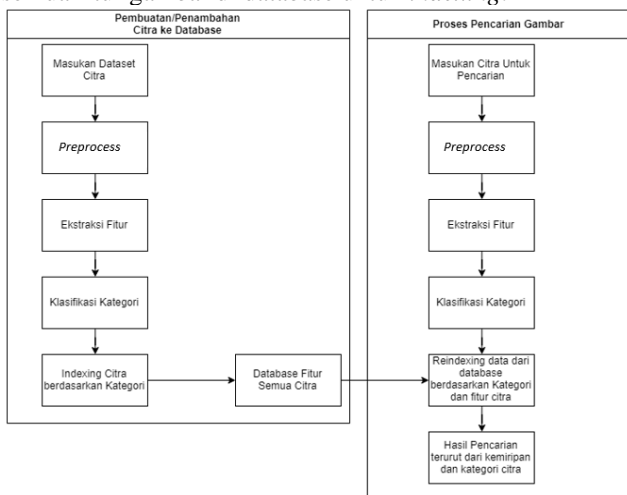 Pembuatan/Penambahan
Citra ke Database
Masukan Dataset
Citra
Preprocess
Ekstraksi Fitur
Klasifikasi Kategori
Indexing Citra
berdasarkan Kategori
Database Fitur
Semua Citra
Proses Pencarian Gambar
Masukan Citra Untuk
Pencarian
Preprocess
Ekstraksi Fitur
Klasifikasi Kategori
Reindexing data dari
database
berdasarkan Kategori
dan fitur citra
Hasil Pencarian
terurut dari kemiripan
dan kategori citra